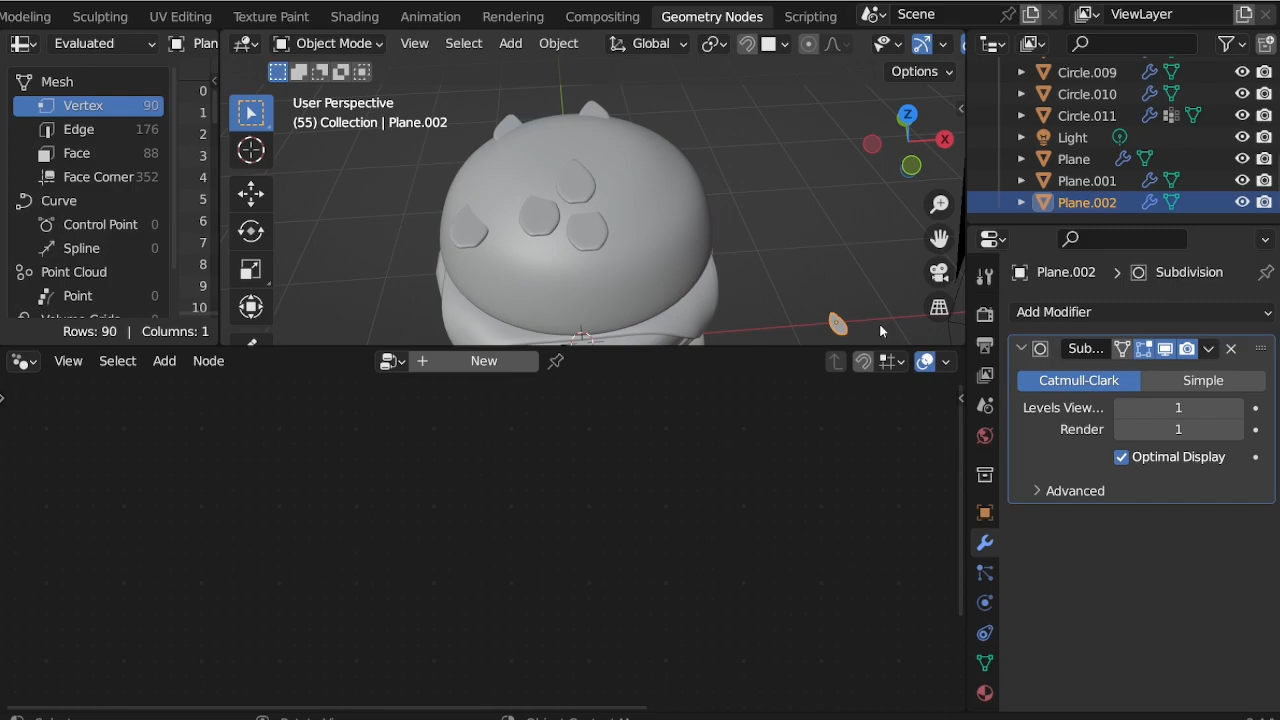 Modeling Sculpting UV Editing Texture Paint Shading Animation Rendering Compositing Geometry Nodes Scripting Scene ViewLayer
Evaluated Plan Object Mode View Select Add Object Global
Options
Mesh
Vertex 90
Edge 176
Face 88
Face Corner 352
Curve
Control Point 0
Spline 0
Point Cloud
Point 0
Rows: 90 | Columns: 1
0
1
2
3
4
5
6
7
8
9
10
User Perspective
(55) Collection | Plane.002
Z
X
Circle.009
Circle.010
Circle.011
Light
Plane
Plane.001
Plane.002
View Select Add Node New
Plane.002 > Subdivision
Add Modifier
Sub...
Catmull-Clark Simple
Levels View... 1
Render 1
Optimal Display
Advanced